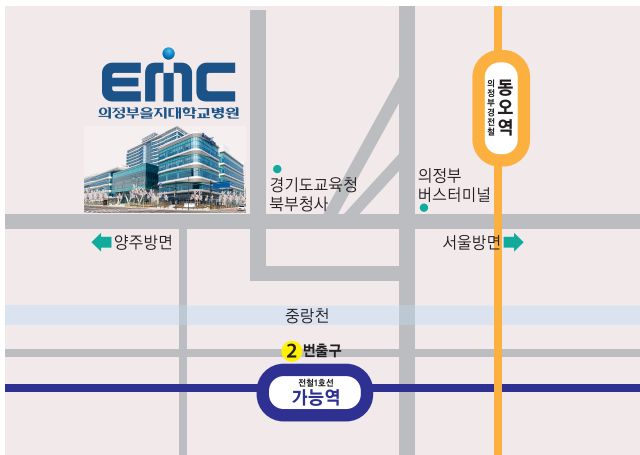 EMC
의정부을지대학교병원
동오역
의정부경전철
경기도교육청
북부청사
의정부
버스터미널
양주방면
서울방면
중랑천
2 번출구
전철1호선
가능역